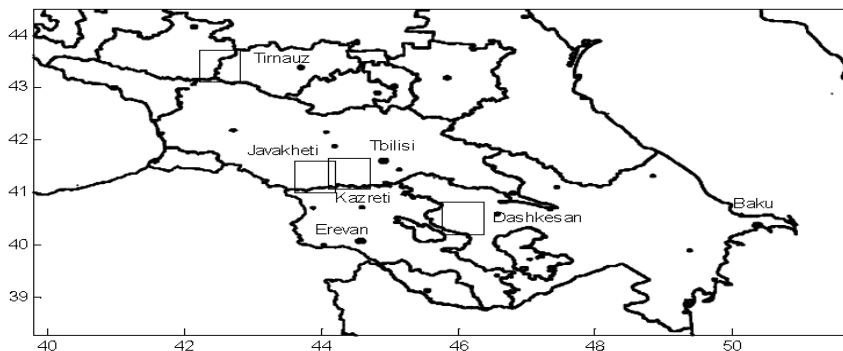 44
Tirnauz
43
42
Javakheti Tbilisi
41
Kazreti
Baku
Dashkesan
Erevan
40
39
40 42 44 46 48 50